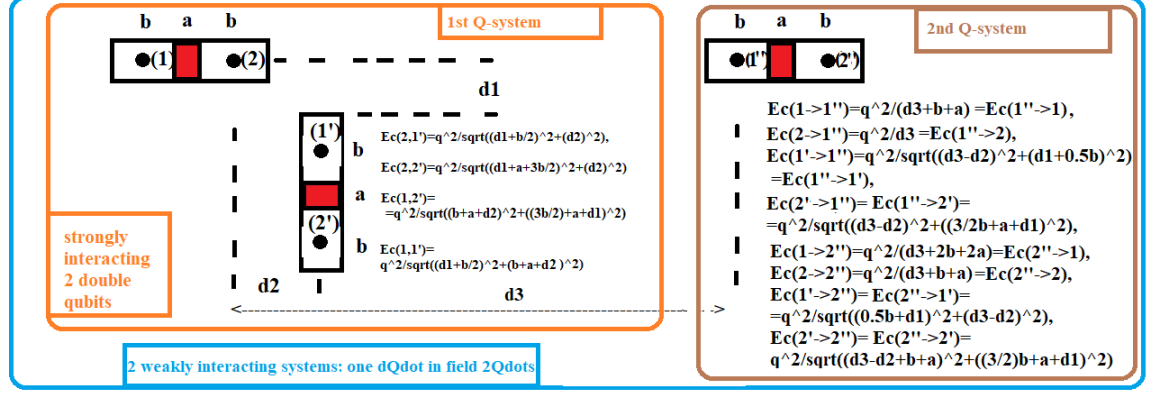 b a b
1st Q-system
(1) (2)
d1
(1')
b
a
(2')
b
Ec(2,1')=q^2/sqrt((d1+b/2)^2+(d2)^2),
Ec(2,2')=q^2/sqrt((d1+a+3b/2)^2+(d2)^2)
Ec(1,2')=
=q^2/sqrt((b+a+d2)^2+((3b/2)+a+d1)^2)
Ec(1,1')=
q^2/sqrt((d1+b/2)^2+(b+a+d2 )^2)
strongly
interacting
2 double
qubits
d2
d3
2 weakly interacting systems: one dQdot in field 2Qdots
b a b
2nd Q-system
(1'') (2'')
Ec(1->1'')=q^2/(d3+b+a) =Ec(1''->1),
Ec(2->1'')=q^2/d3 =Ec(1''->2),
Ec(1'->1'')=q^2/sqrt((d3-d2)^2+(d1+0.5b)^2)
=Ec(1''->1'),
Ec(2'->1'')= Ec(1''->2')=
=q^2/sqrt((d3-d2)^2+((3/2b+a+d1)^2),
Ec(1->2'')=q^2/(d3+2b+2a)=Ec(2''->1),
Ec(2->2'')=q^2/(d3+b+a)=Ec(2''->2),
Ec(1'->2'')= Ec(2''->1')=
=q^2/sqrt((0.5b+d1)^2+(d3-d2)^2),
Ec(2'->2'')= Ec(2''->2')=
q^2/sqrt((d3-d2+b+a)^2+((3/2)b+a+d1)^2)